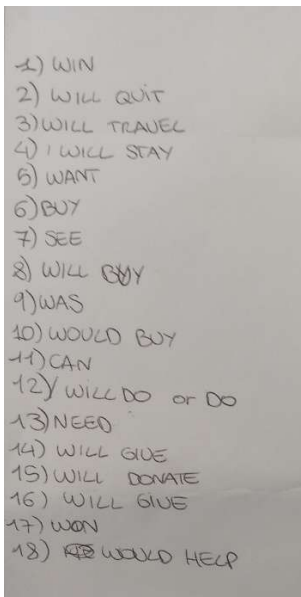 1) WIN
2) WILL QUIT
3) WILL TRAVEL
4) I WILL STAY
5) WANT
6) BUY
7) SEE
8) WILL BUY
9) WAS
10) WOULD BUY
11) CAN
12) WILL DO or DO
13) NEED
14) WILL GIVE
15) WILL DONATE
16) WILL GIVE
17) WON
18) WOULD HELP